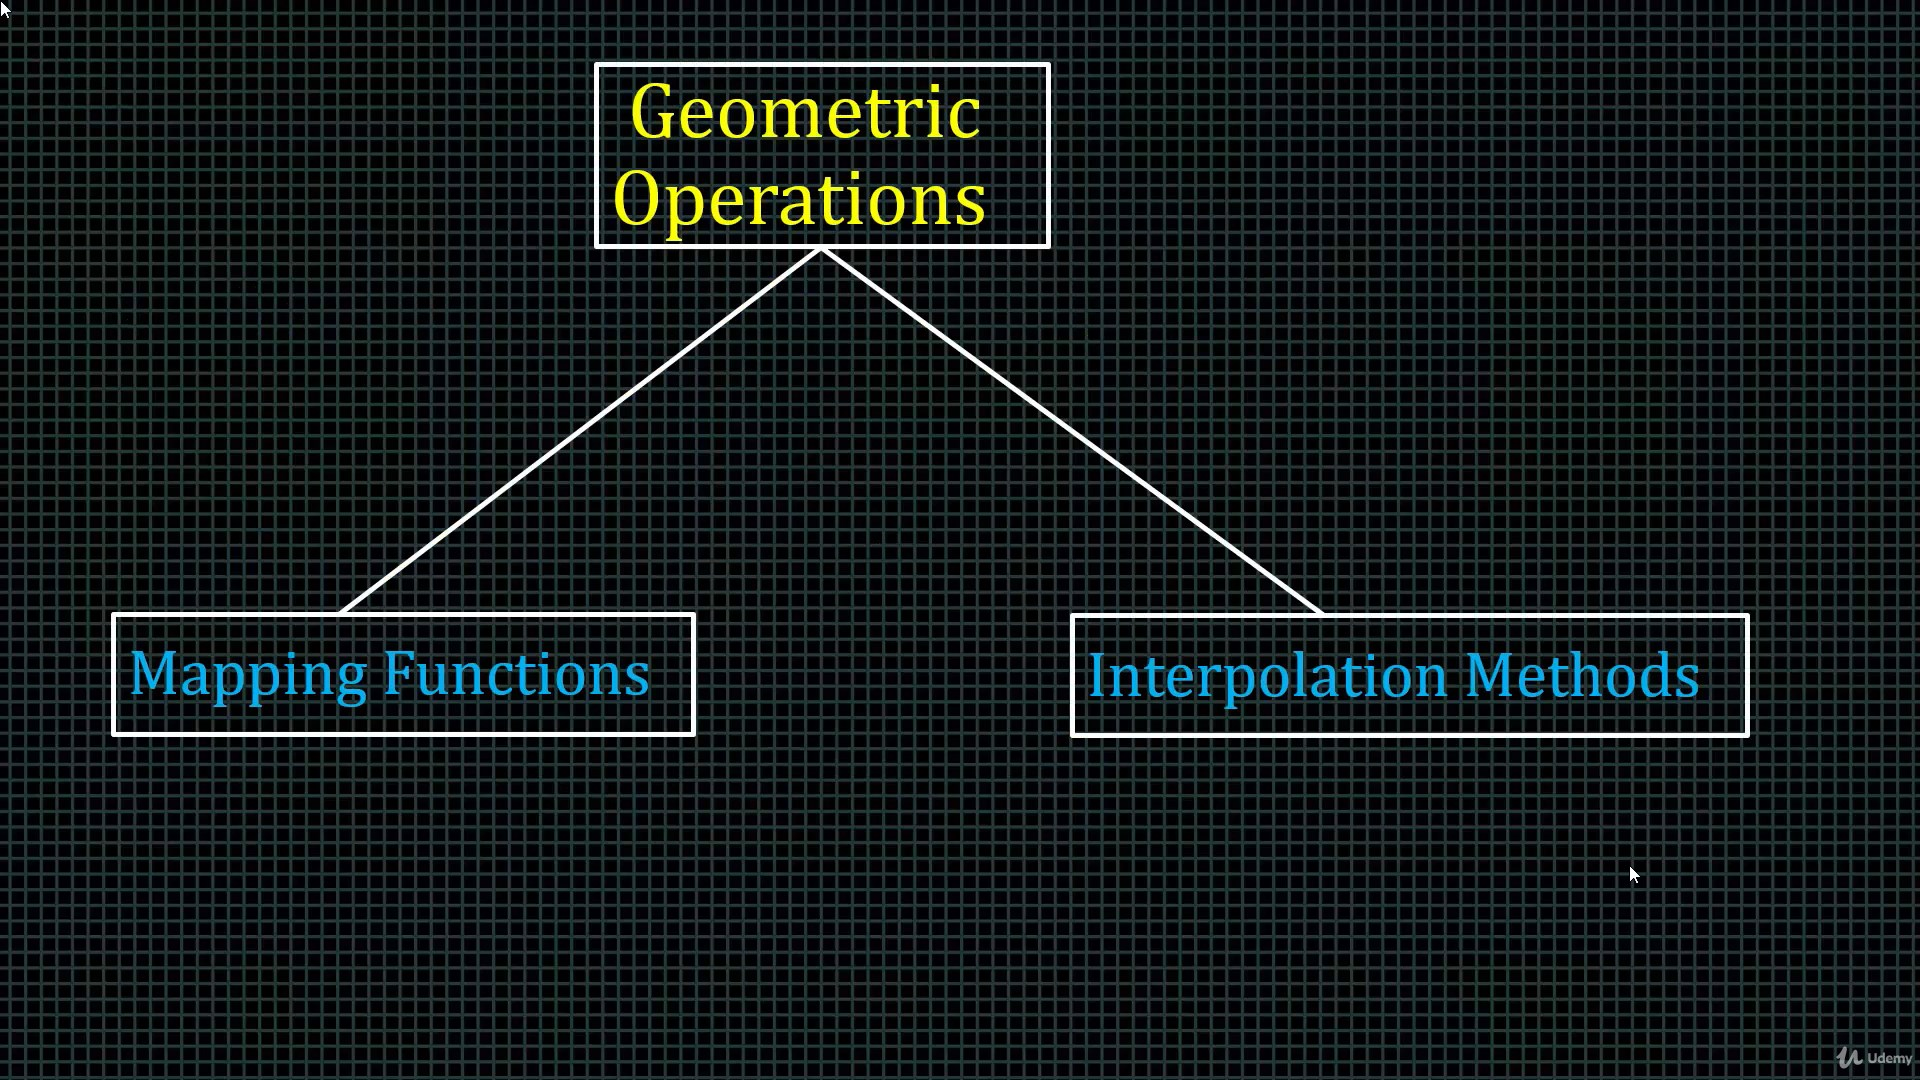 Geometric
Operations
Mapping Functions
Interpolation Methods
Udemy